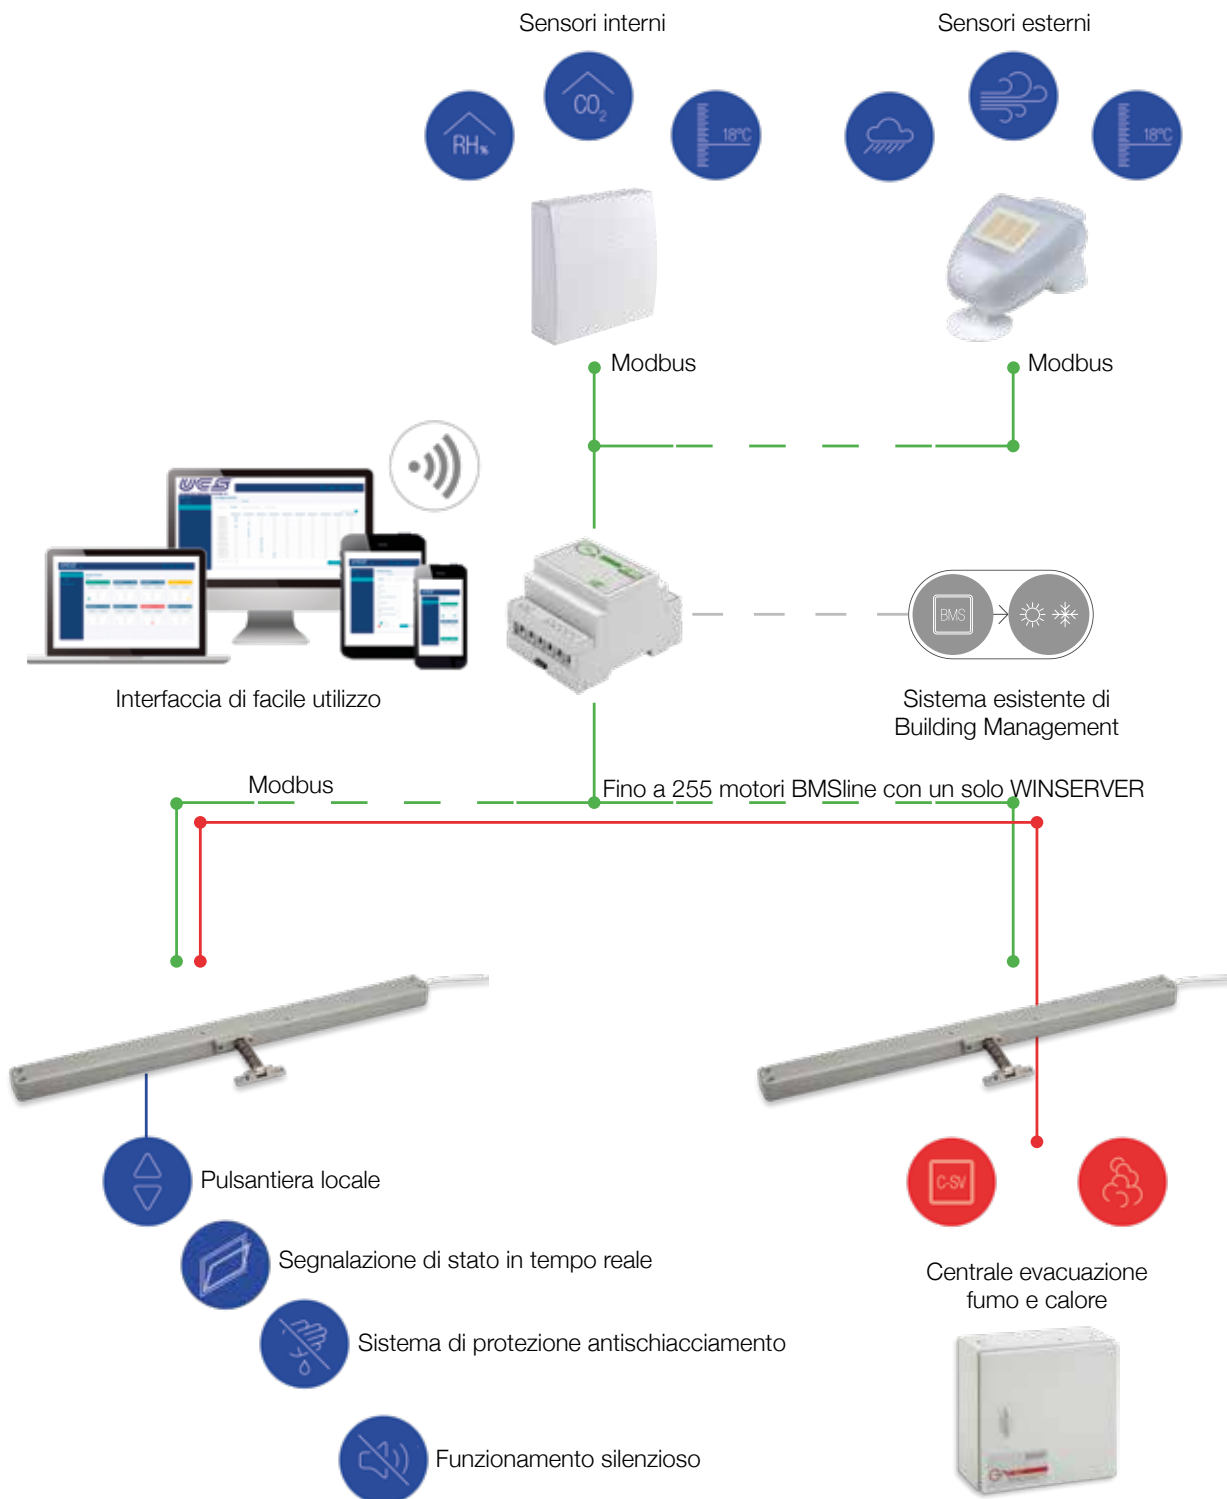 Sensori interni
Sensori esterni
RH%
CO2
18°C
18°C
Modbus
Modbus
UCS
BMS
Interfaccia di facile utilizzo
Sistema esistente di
Building Management
Modbus
Fino a 255 motori BMSline con un solo WINSERVER
Pulsantiera locale
C-SV
Segnalazione di stato in tempo reale
Centrale evacuazione
fumo e calore
Sistema di protezione antischiacciamento
Funzionamento silenzioso